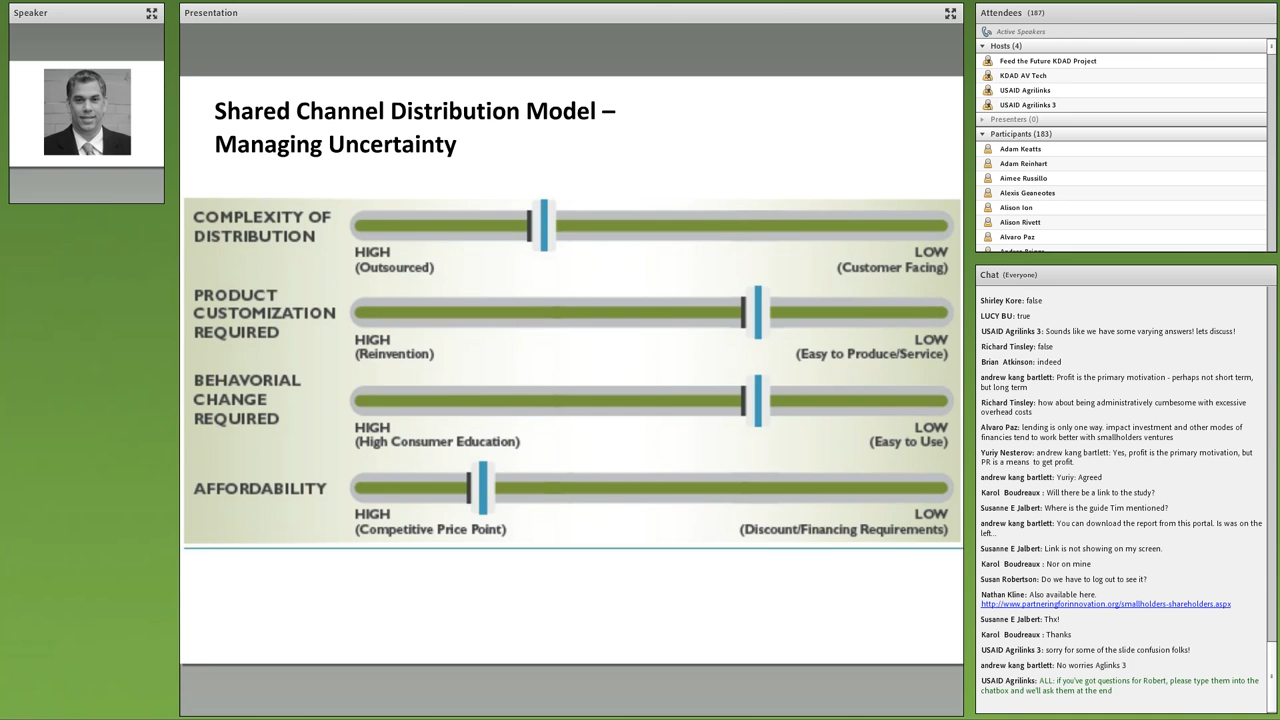 Speaker
Presentation
Shared Channel Distribution Model –
Managing Uncertainty
COMPLEXITY OF
DISTRIBUTION
HIGH
(Outsourced)
LOW
(Customer Facing)
PRODUCT
CUSTOMIZATION
REQUIRED
HIGH
(Reinvention)
LOW
(Easy to Produce/Service)
BEHAVORIAL
CHANGE
REQUIRED
HIGH
(High Consumer Education)
LOW
(Easy to Use)
AFFORDABILITY
HIGH
(Competitive Price Point)
LOW
(Discount/Financing Requirements)
Attendees (187)
Active Speakers
Hosts (4)
Feed the Future KDAD Project
KDAD AV Tech
USAID Agrilinks
USAID Agrilinks 3
Presenters (0)
Participants (183)
Adam Keatts
Adam Reinhart
Aimee Russillo
Alexis Geaneotes
Alison Ion
Alison Rivett
Alvaro Paz
Chat (Everyone)
Shirley Kore: false
LUCY BU: true
USAID Agrilinks 3: Sounds like we have some varying answers! lets discuss!
Richard Tinsley: false
Brian Atkinson: indeed
andrew kang bartlett: Profit is the primary motivation - perhaps not short term,
but long term
Richard Tinsley: how about being administratively cumbesome with excessive
overhead costs
Alvaro Paz: lending is only one way. impact investment and other modes of
financies tend to work better with smallholders ventures
Yuriy Nesterov: andrew kang bartlett: Yes, profit is the primary motivation, but
PR is a means to get profit.
andrew kang bartlett: Yuriy: Agreed
Karol Boudreaux : Will there be a link to the study?
Susanne E Jalbert: Where is the guide Tim mentioned?
andrew kang bartlett: You can download the report from this portal. Is was on the
left...
Susanne E Jalbert: Link is not showing on my screen.
Karol Boudreaux : Nor on mine
Susan Robertson: Do we have to log out to see it?
Nathan Kline: Also available here.
http://www.partneringforinnovation.org/smallholders-shareholders.aspx
Susanne E Jalbert: Thx!
Karol Boudreaux : Thanks
USAID Agrilinks 3: sorry for some of the slide confusion folks!
andrew kang bartlett: No worries Aglinks 3
USAID Agrilinks: ALL: if you've got questions for Robert, please type them into the
chatbox and we'll ask them at the end